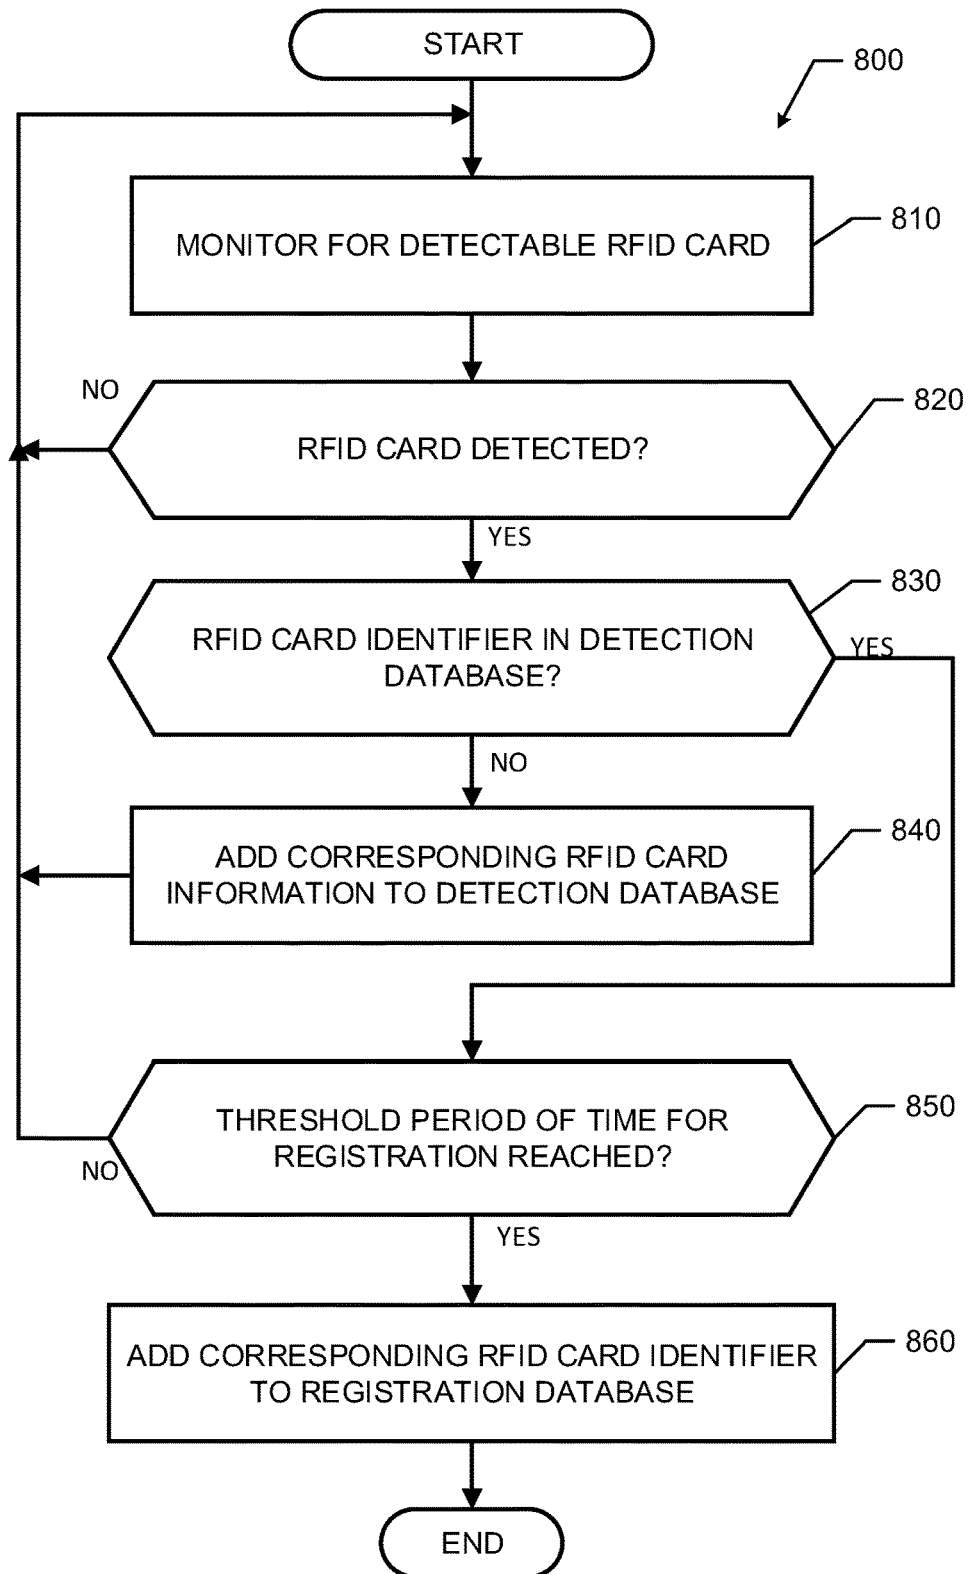 START
800
MONITOR FOR DETECTABLE RFID CARD
810
NO
RFID CARD DETECTED?
820
YES
830
RFID CARD IDENTIFIER IN DETECTION
DATABASE?
YES
NO
ADD CORRESPONDING RFID CARD
INFORMATION TO DETECTION DATABASE
840
THRESHOLD PERIOD OF TIME FOR
REGISTRATION REACHED?
850
NO
YES
ADD CORRESPONDING RFID CARD IDENTIFIER
TO REGISTRATION DATABASE
860
END